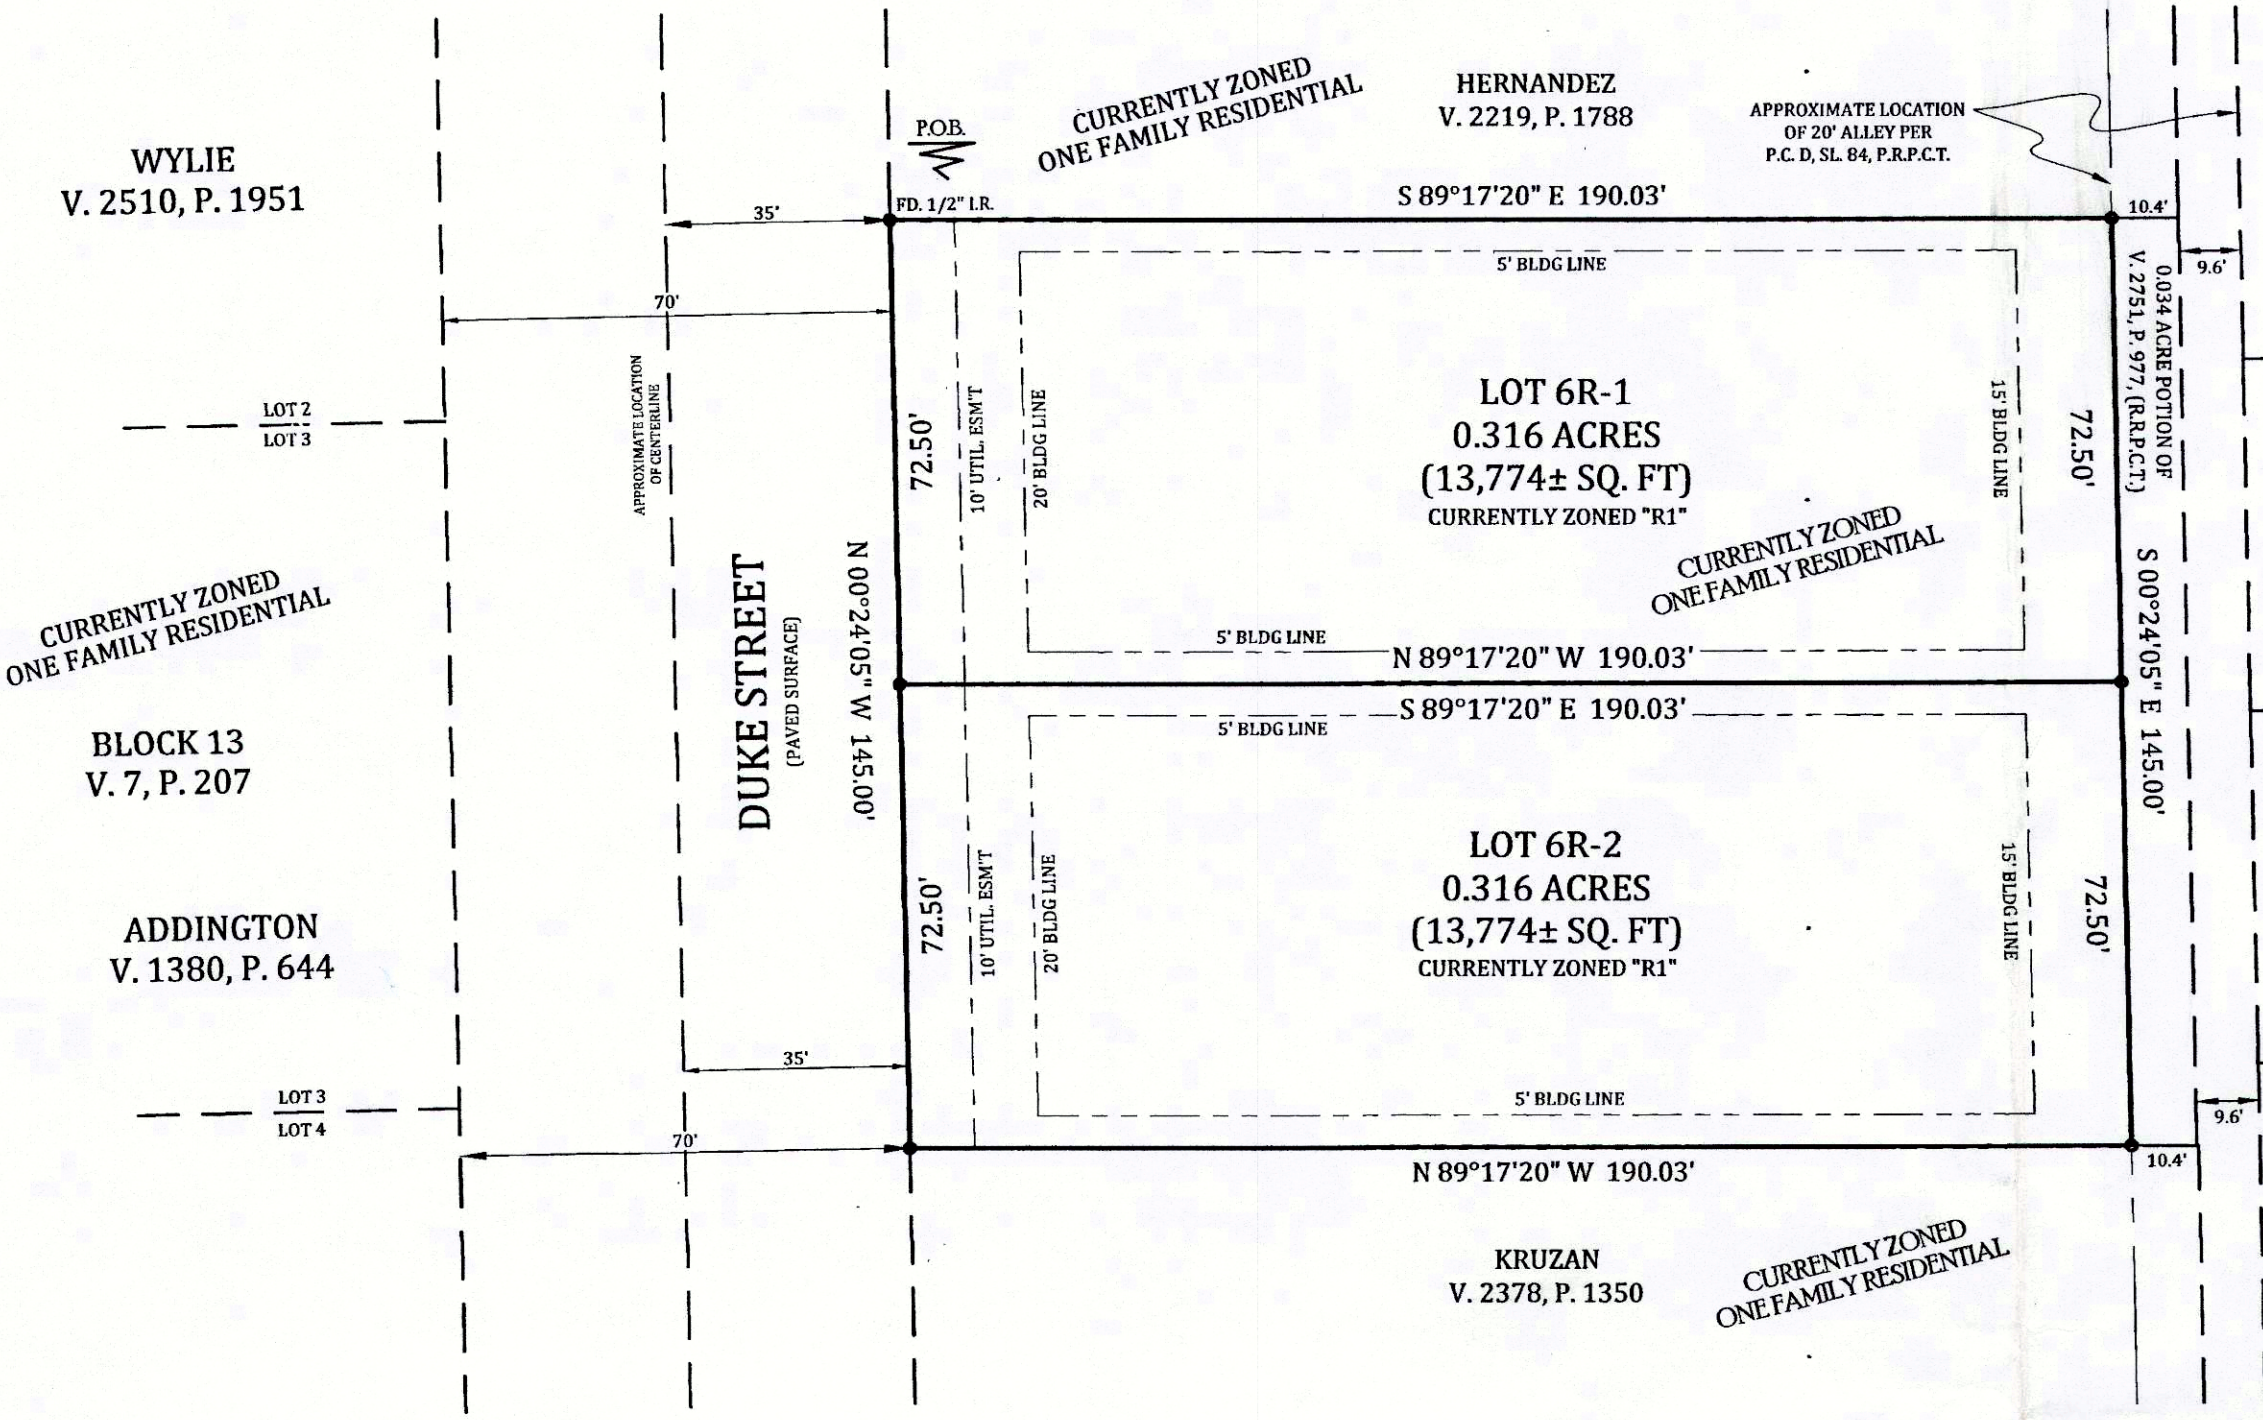 WYLIE
V. 2510, P. 1951
P.O.B.
CURRENTLY ZONED
ONE FAMILY RESIDENTIAL
HERNANDEZ
V. 2219, P. 1788
APPROXIMATE LOCATION
OF 20' ALLEY PER
P.C. D, SL. 84, P.R.P.C.T.
35'
FD. 1/2" I.R.
S 89°17'20" E 190.03'
10.4'
9.6'
70'
5' BLDG LINE
0.034 ACRE POTION OF
V. 2751, P. 977, (R.R.P.C.T.)
LOT 2
LOT 3
APPROXIMATE LOCATION
OF CENTERLINE
72.50'
10' UTIL. ESM'T
20' BLDG LINE
LOT 6R-1
0.316 ACRES
(13,774± SQ. FT)
CURRENTLY ZONED "R1"
15' BLDG LINE
72.50'
CURRENTLY ZONED
ONE FAMILY RESIDENTIAL
CURRENTLY ZONED
ONE FAMILY RESIDENTIAL
DUKE STREET
(PAVED SURFACE)
N 00°24'05" W 145.00'
5' BLDG LINE
N 89°17'20" W 190.03'
S 89°17'20" E 190.03'
5' BLDG LINE
S 00°24'05" E 145.00'
BLOCK 13
V. 7, P. 207
ADDINGTON
V. 1380, P. 644
72.50'
10' UTIL. ESM'T
20' BLDG LINE
LOT 6R-2
0.316 ACRES
(13,774± SQ. FT)
CURRENTLY ZONED "R1"
15' BLDG LINE
72.50'
35'
5' BLDG LINE
LOT 3
LOT 4
70'
9.6'
10.4'
N 89°17'20" W 190.03'
KRUZAN
V. 2378, P. 1350
CURRENTLY ZONED
ONE FAMILY RESIDENTIAL